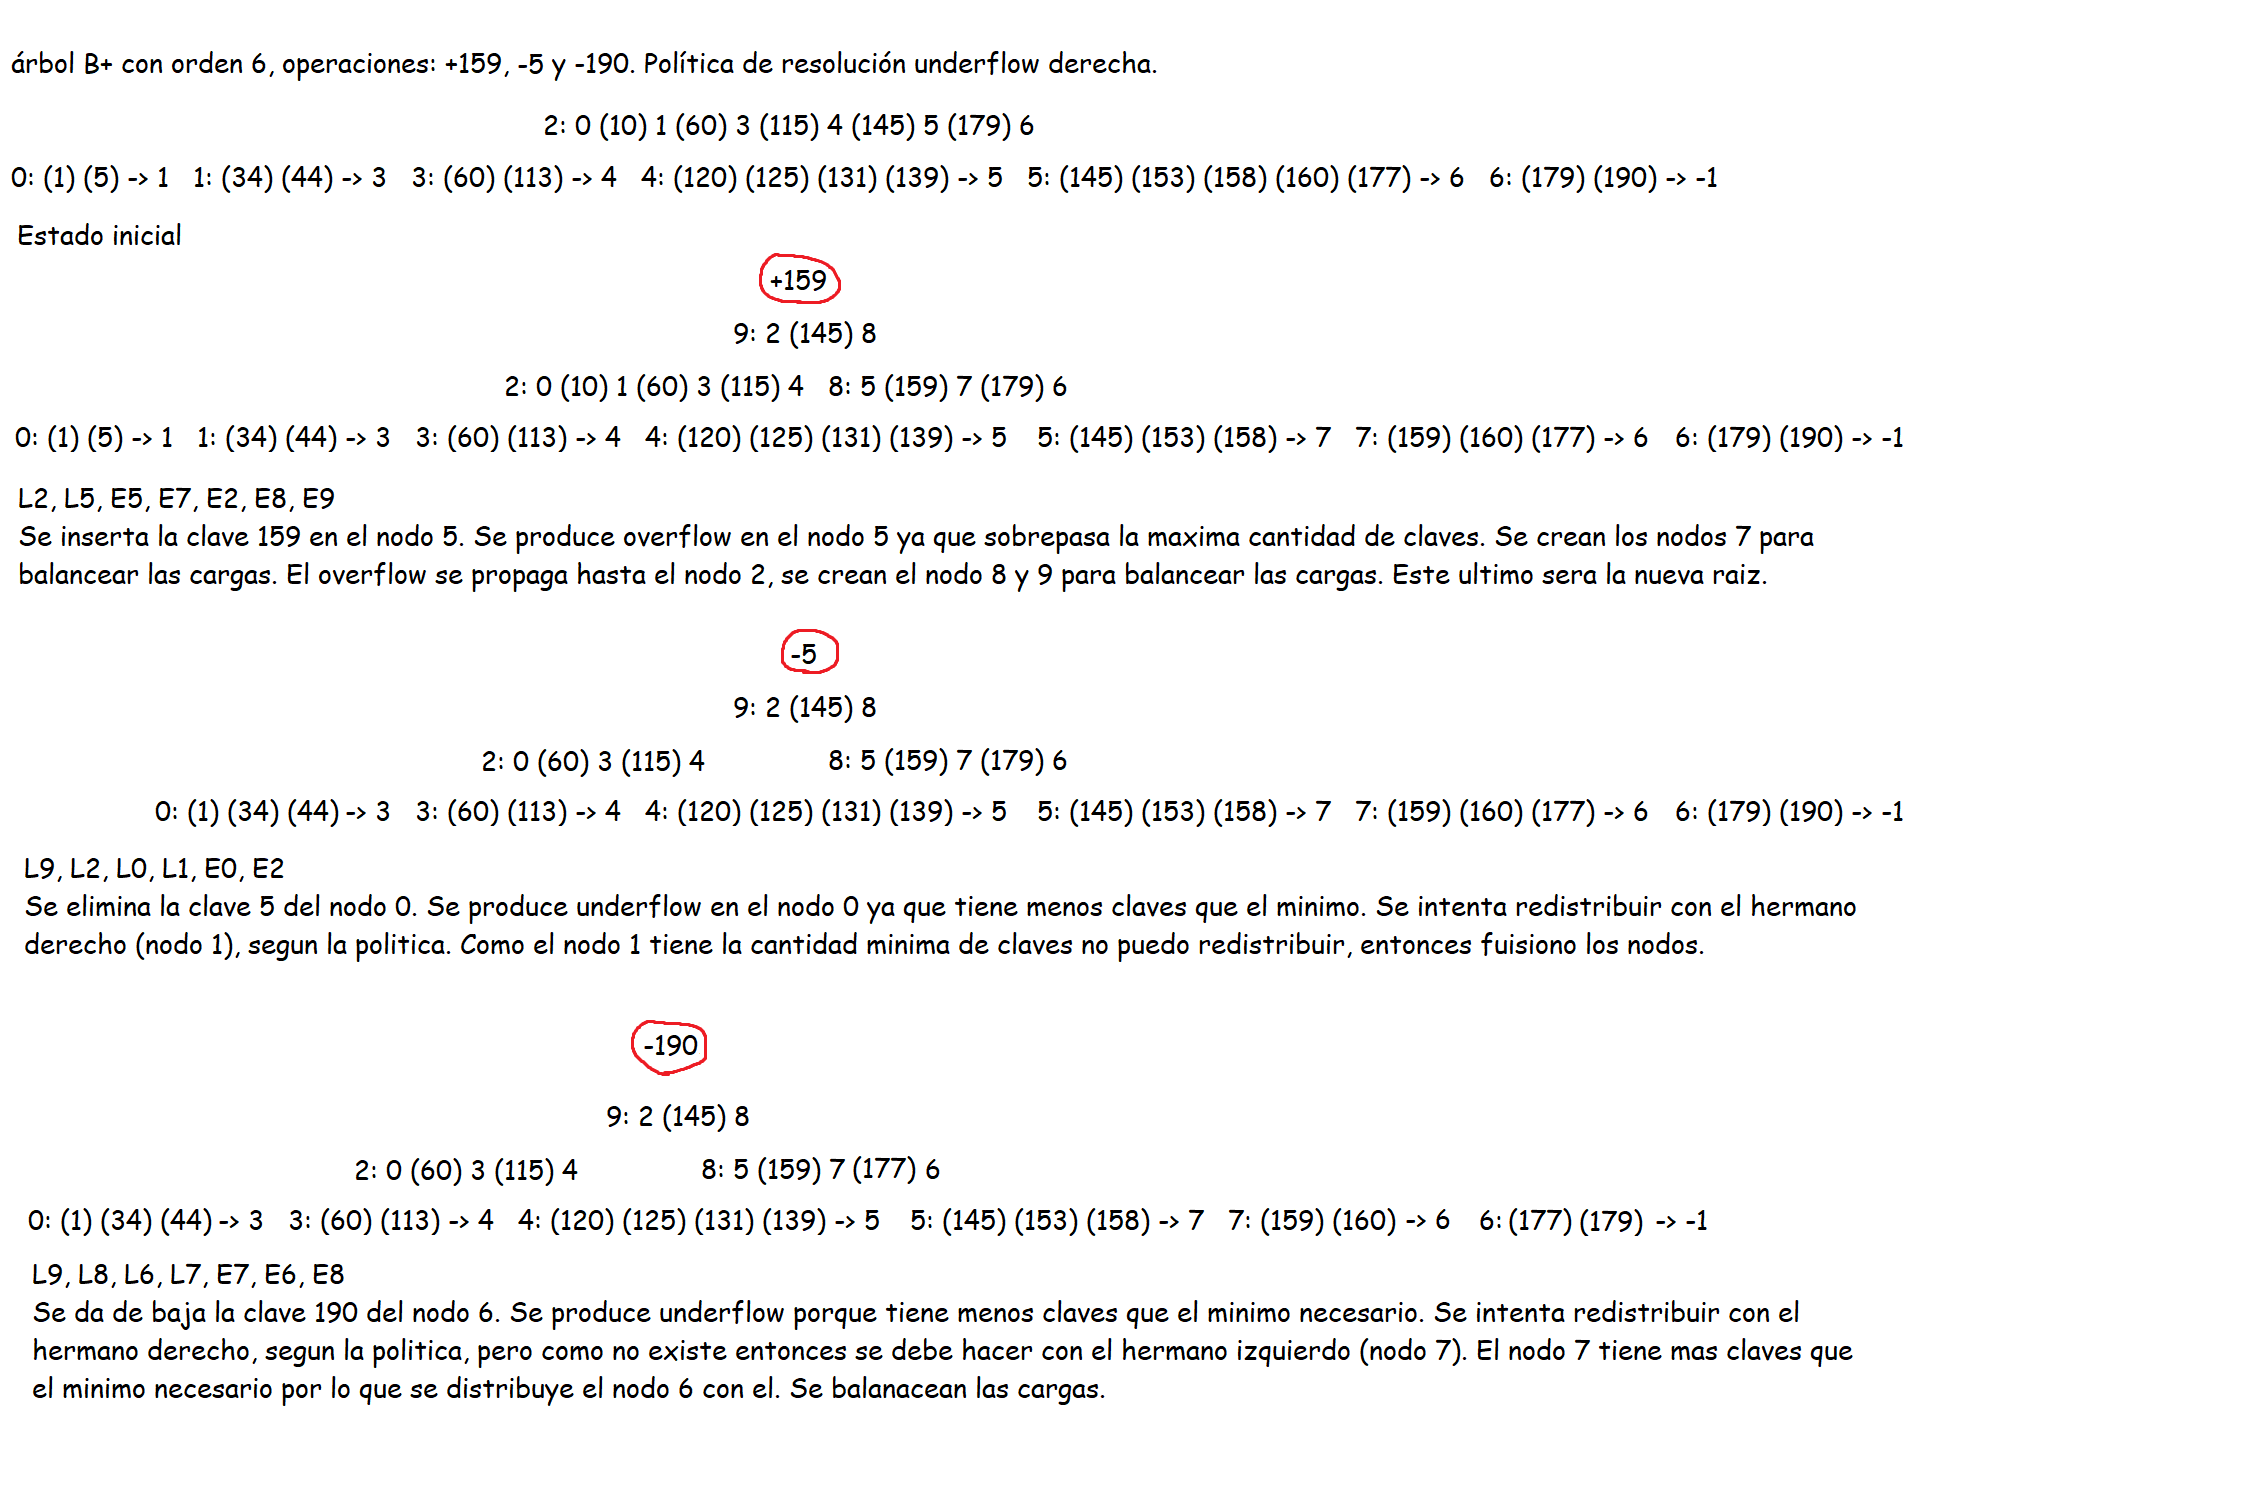 árbol B+ con orden 6, operaciones: +159, -5 y -190. Política de resolución underflow derecha.
2: 0 (10) 1 (60) 3 (115) 4 (145) 5 (179) 6
0: (1) (5) -> 1 1: (34) (44) -> 3 3: (60) (113) -> 4 4: (120) (125) (131) (139) -> 5 5: (145) (153) (158) (160) (177) -> 6 6: (179) (190) -> -1
Estado inicial
+159
9: 2 (145) 8
2: 0 (10) 1 (60) 3 (115) 4 8: 5 (159) 7 (179) 6
0: (1) (5) -> 1 1: (34) (44) -> 3 3: (60) (113) -> 4 4: (120) (125) (131) (139) -> 5 5: (145) (153) (158) -> 7 7: (159) (160) (177) -> 6 6: (179) (190) -> -1
L2, L5, E5, E7, E2, E8, E9
Se inserta la clave 159 en el nodo 5. Se produce overflow en el nodo 5 ya que sobrepasa la maxima cantidad de claves. Se crean los nodos 7 para
balancear las cargas. El overflow se propaga hasta el nodo 2, se crean el nodo 8 y 9 para balancear las cargas. Este ultimo sera la nueva raiz.
-5
9: 2 (145) 8
2: 0 (60) 3 (115) 4 8: 5 (159) 7 (179) 6
0: (1) (34) (44) -> 3 3: (60) (113) -> 4 4: (120) (125) (131) (139) -> 5 5: (145) (153) (158) -> 7 7: (159) (160) (177) -> 6 6: (179) (190) -> -1
L9, L2, L0, L1, E0, E2
Se elimina la clave 5 del nodo 0. Se produce underflow en el nodo 0 ya que tiene menos claves que el minimo. Se intenta redistribuir con el hermano
derecho (nodo 1), segun la politica. Como el nodo 1 tiene la cantidad minima de claves no puedo redistribuir, entonces fuisiono los nodos.
-190
9: 2 (145) 8
2: 0 (60) 3 (115) 4 8: 5 (159) 7 (177) 6
0: (1) (34) (44) -> 3 3: (60) (113) -> 4 4: (120) (125) (131) (139) -> 5 5: (145) (153) (158) -> 7 7: (159) (160) -> 6 6: (177) (179) -> -1
L9, L8, L6, L7, E7, E6, E8
Se da de baja la clave 190 del nodo 6. Se produce underflow porque tiene menos claves que el minimo necesario. Se intenta redistribuir con el
hermano derecho, segun la politica, pero como no existe entonces se debe hacer con el hermano izquierdo (nodo 7). El nodo 7 tiene mas claves que
el minimo necesario por lo que se distribuye el nodo 6 con el. Se balanacean las cargas.